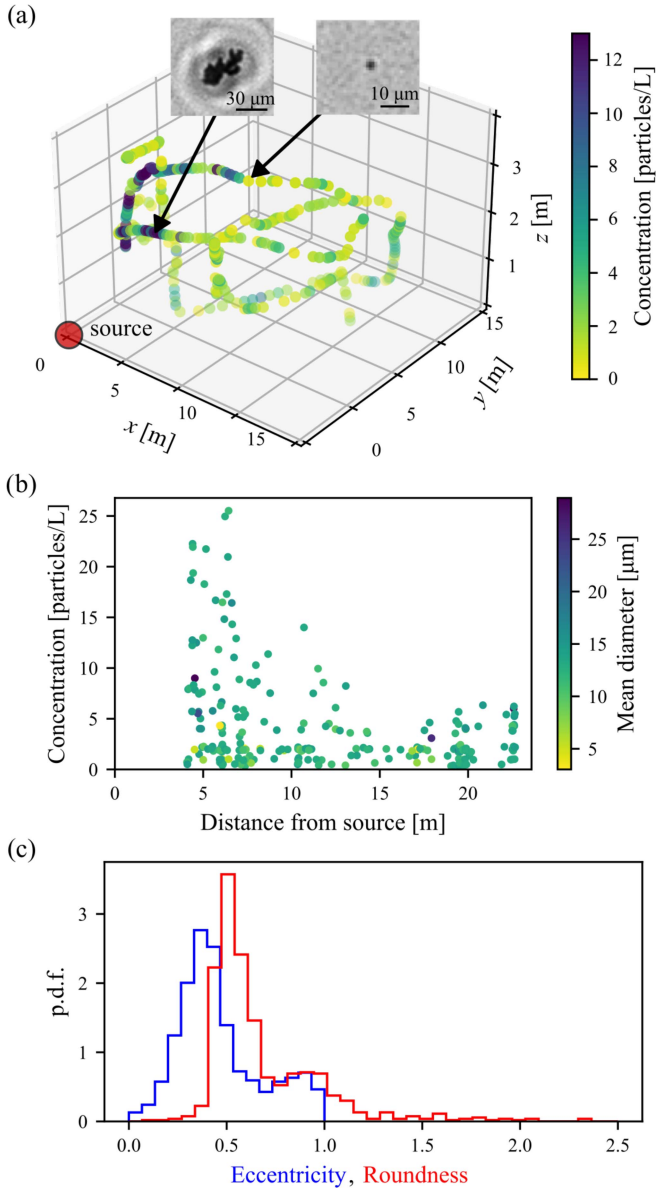 (a)
30 μm
10 μm
12
10
8
6
4
2
0
Concentration [particles/L]
3
2
1
z [m]
source
0
5
10
15
x [m]
0
5
10
15
y [m]
(b)
25
20
15
10
5
0
Concentration [particles/L]
0 5 10 15 20
Distance from source [m]
25
20
15
10
5
Mean diameter [μm]
(c)
3
2
1
0
p.d.f.
0.0 0.5 1.0 1.5 2.0 2.5
Eccentricity, Roundness